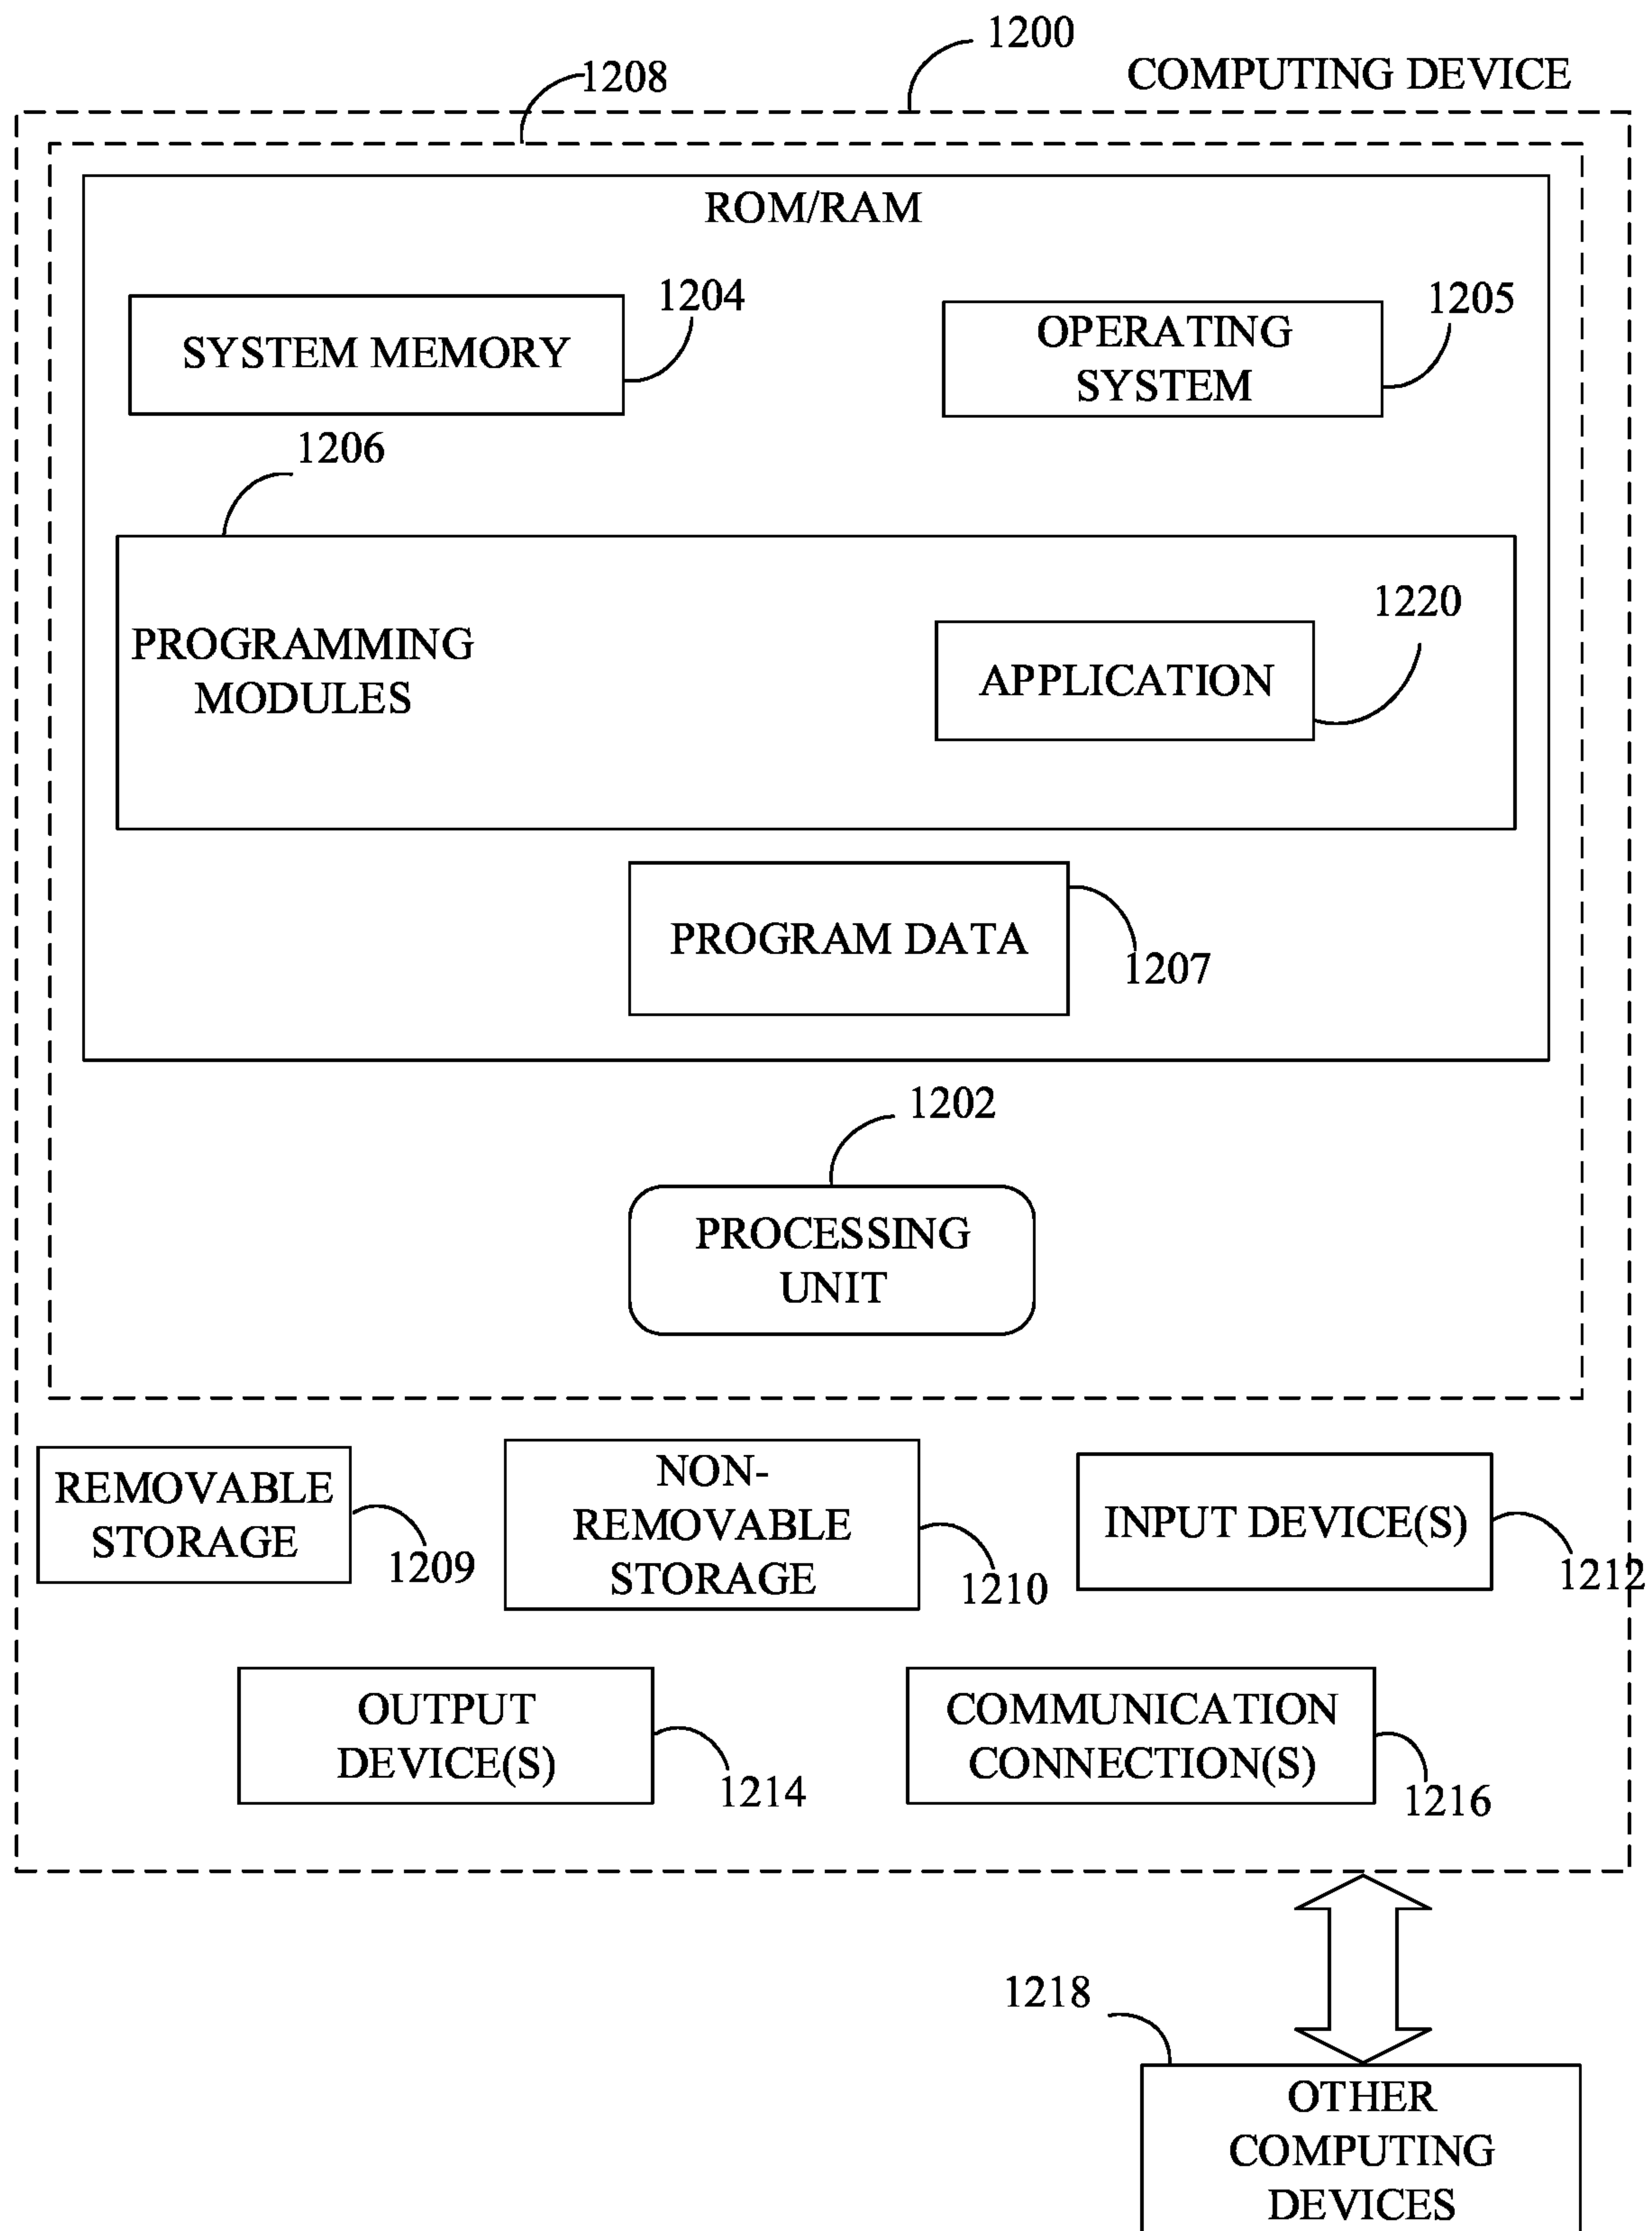 1200
COMPUTING DEVICE
1208
ROM/RAM
1204
SYSTEM MEMORY
1205
OPERATING
SYSTEM
1206
PROGRAMMING
MODULES
1220
APPLICATION
PROGRAM DATA
1207
1202
PROCESSING
UNIT
REMOVABLE
STORAGE
1209
NON-
REMOVABLE
STORAGE
1210
INPUT DEVICE(S)
1212
OUTPUT
DEVICE(S)
1214
COMMUNICATION
CONNECTION(S)
1216
1218
OTHER
COMPUTING
DEVICES